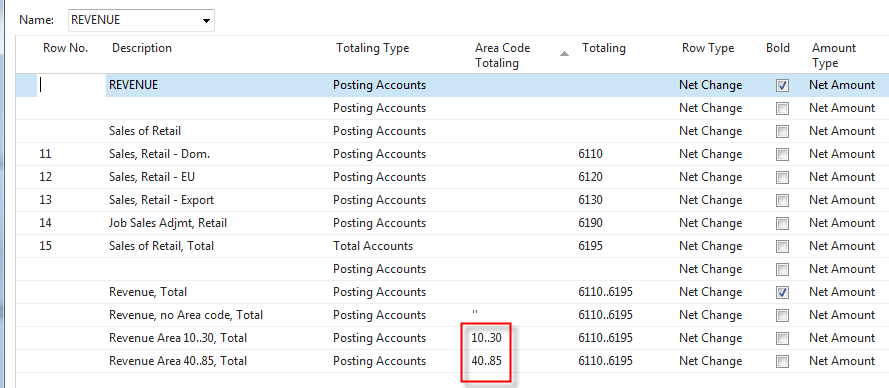 Name: REVENUE
Row No. Description Totaling Type Area Code Totaling Totaling Row Type Bold Amount Type
REVENUE Posting Accounts Net Change Net Amount
Posting Accounts Net Change Net Amount
Sales of Retail Posting Accounts Net Change Net Amount
11 Sales, Retail - Dom. Posting Accounts 6110 Net Change Net Amount
12 Sales, Retail - EU Posting Accounts 6120 Net Change Net Amount
13 Sales, Retail - Export Posting Accounts 6130 Net Change Net Amount
14 Job Sales Adjmt, Retail Posting Accounts 6190 Net Change Net Amount
15 Sales of Retail, Total Total Accounts 6195 Net Change Net Amount
Posting Accounts Net Change Net Amount
Revenue, Total Posting Accounts 6110..6195 Net Change Net Amount
Revenue, no Area code, Total Posting Accounts '' 6110..6195 Net Change Net Amount
Revenue Area 10..30, Total Posting Accounts 10..30 6110..6195 Net Change Net Amount
Revenue Area 40..85, Total Posting Accounts 40..85 6110..6195 Net Change Net Amount